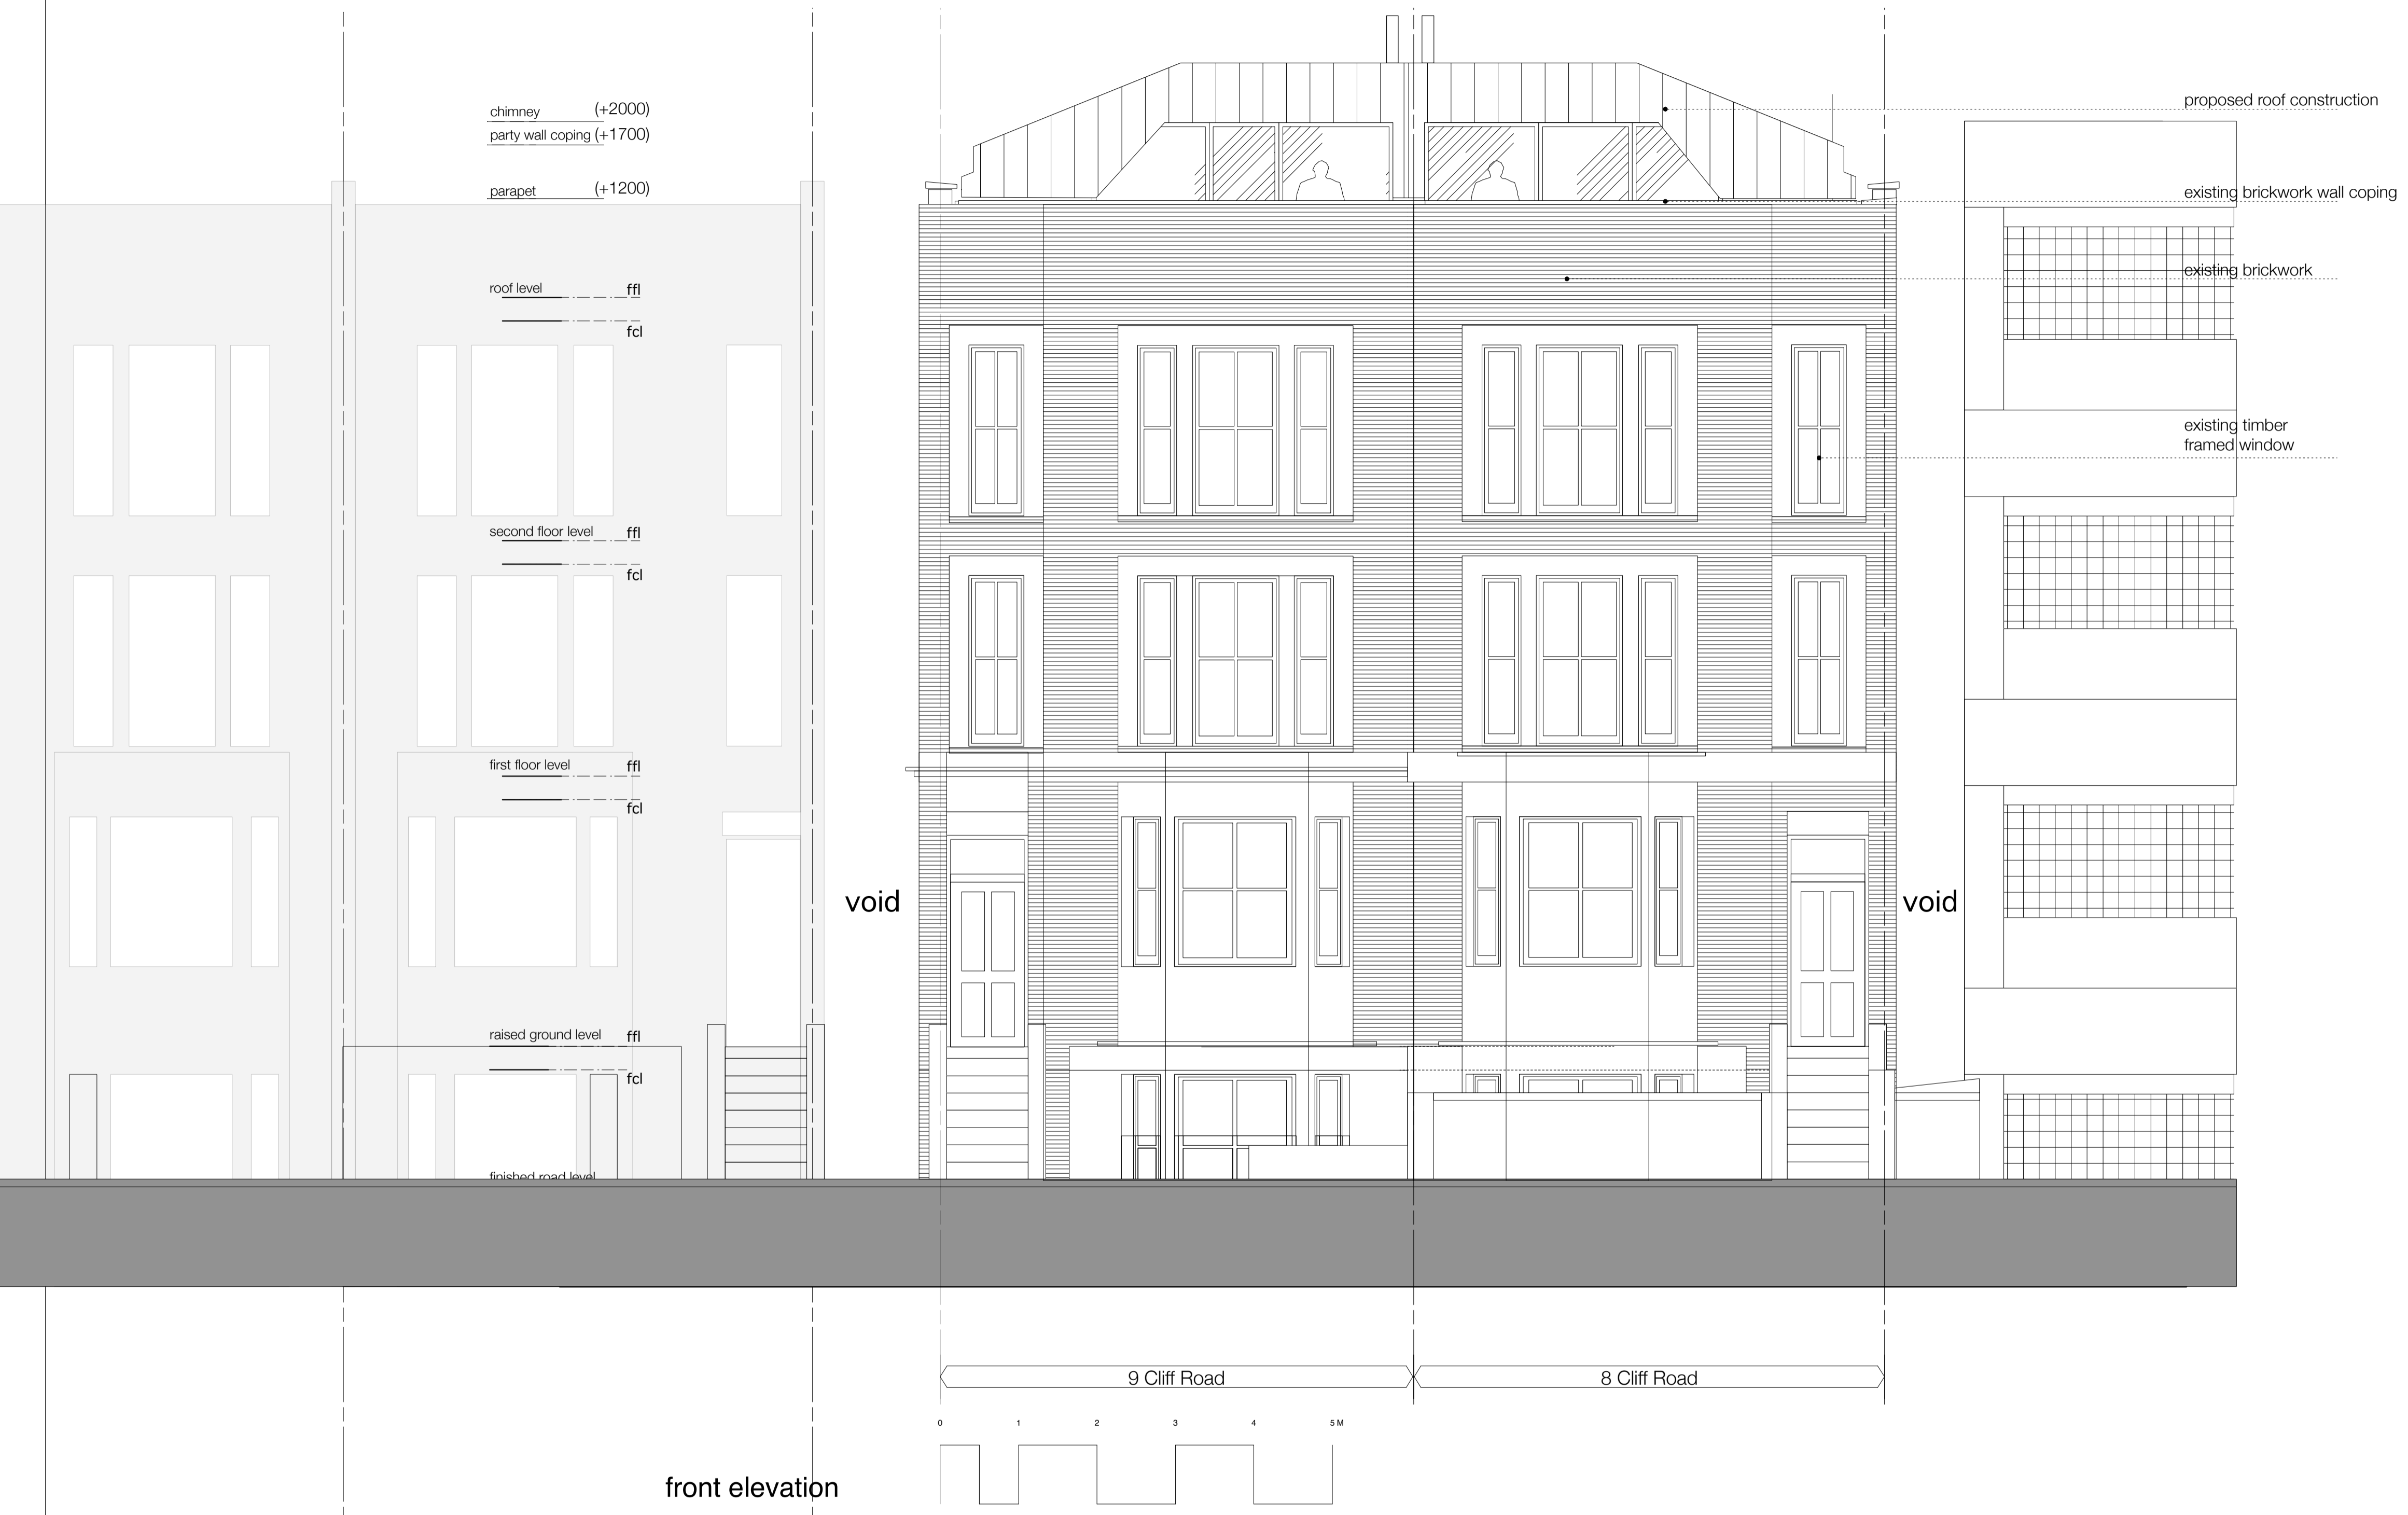 chimney (+2000)
party wall coping (+1700)
parapet (+1200)
roof level ffl
fcl
second floor level ffl
fcl
first floor level ffl
fcl
raised ground level ffl
fcl
finished road level
void
void
proposed roof construction
existing brickwork wall coping
existing brickwork
existing timber
framed window
9 Cliff Road
8 Cliff Road
0 1 2 3 4 5 M
front elevation